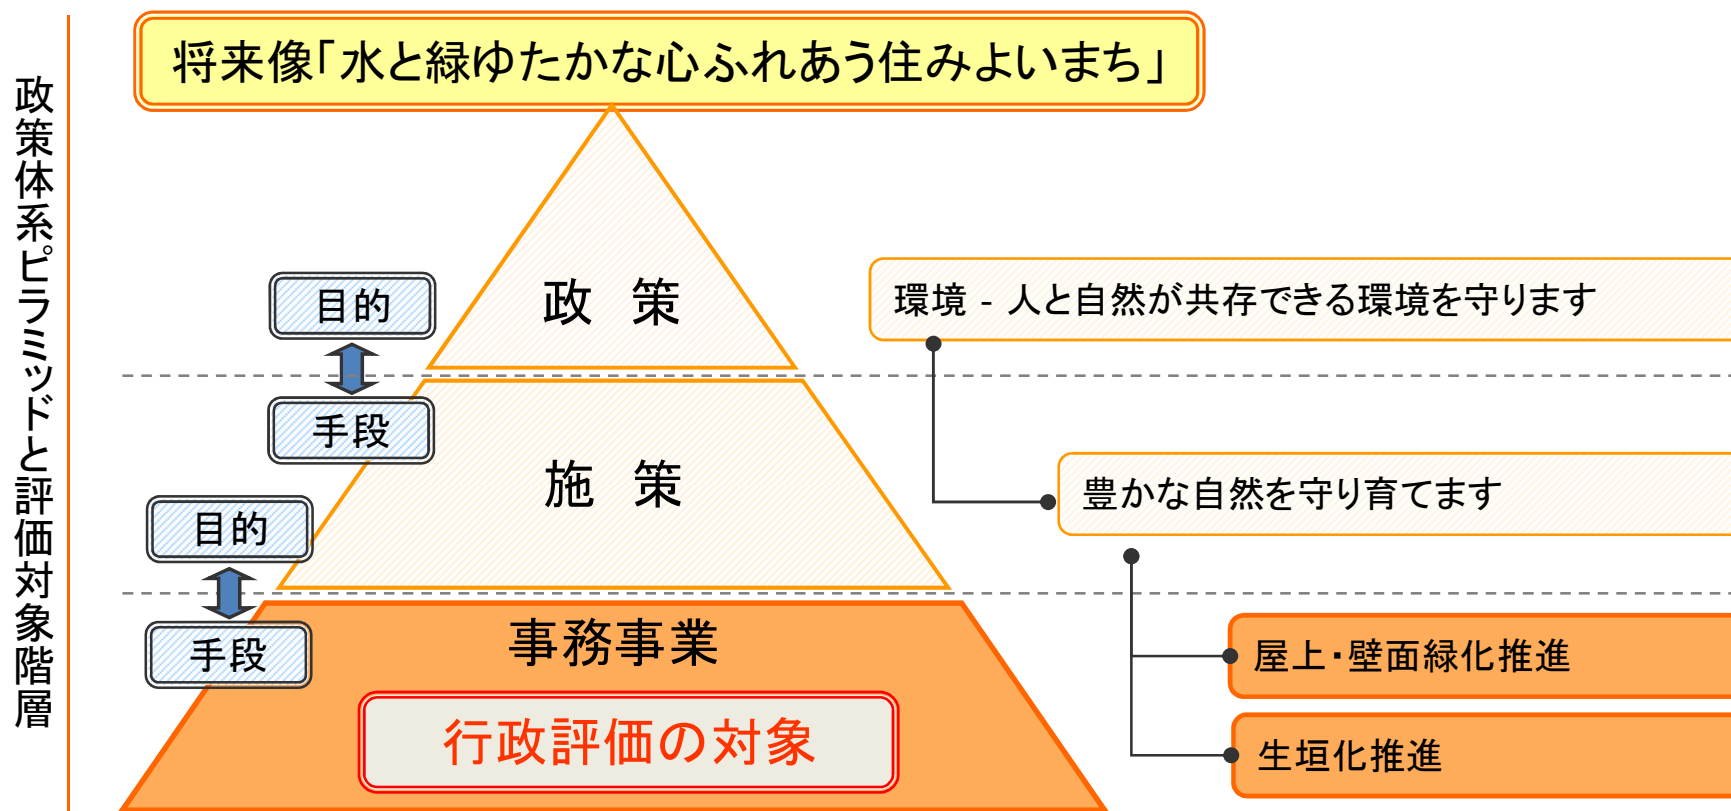 政策体系ピラミッドと評価対象階層
将来像「水と緑ゆたかな心ふれあう住みよいまち」
目的
政　策
環境 - 人と自然が共存できる環境を守ります
手段
施　策
豊かな自然を守り育てます
目的
手段
事務事業
屋上・壁面緑化推進
行政評価の対象
生垣化推進